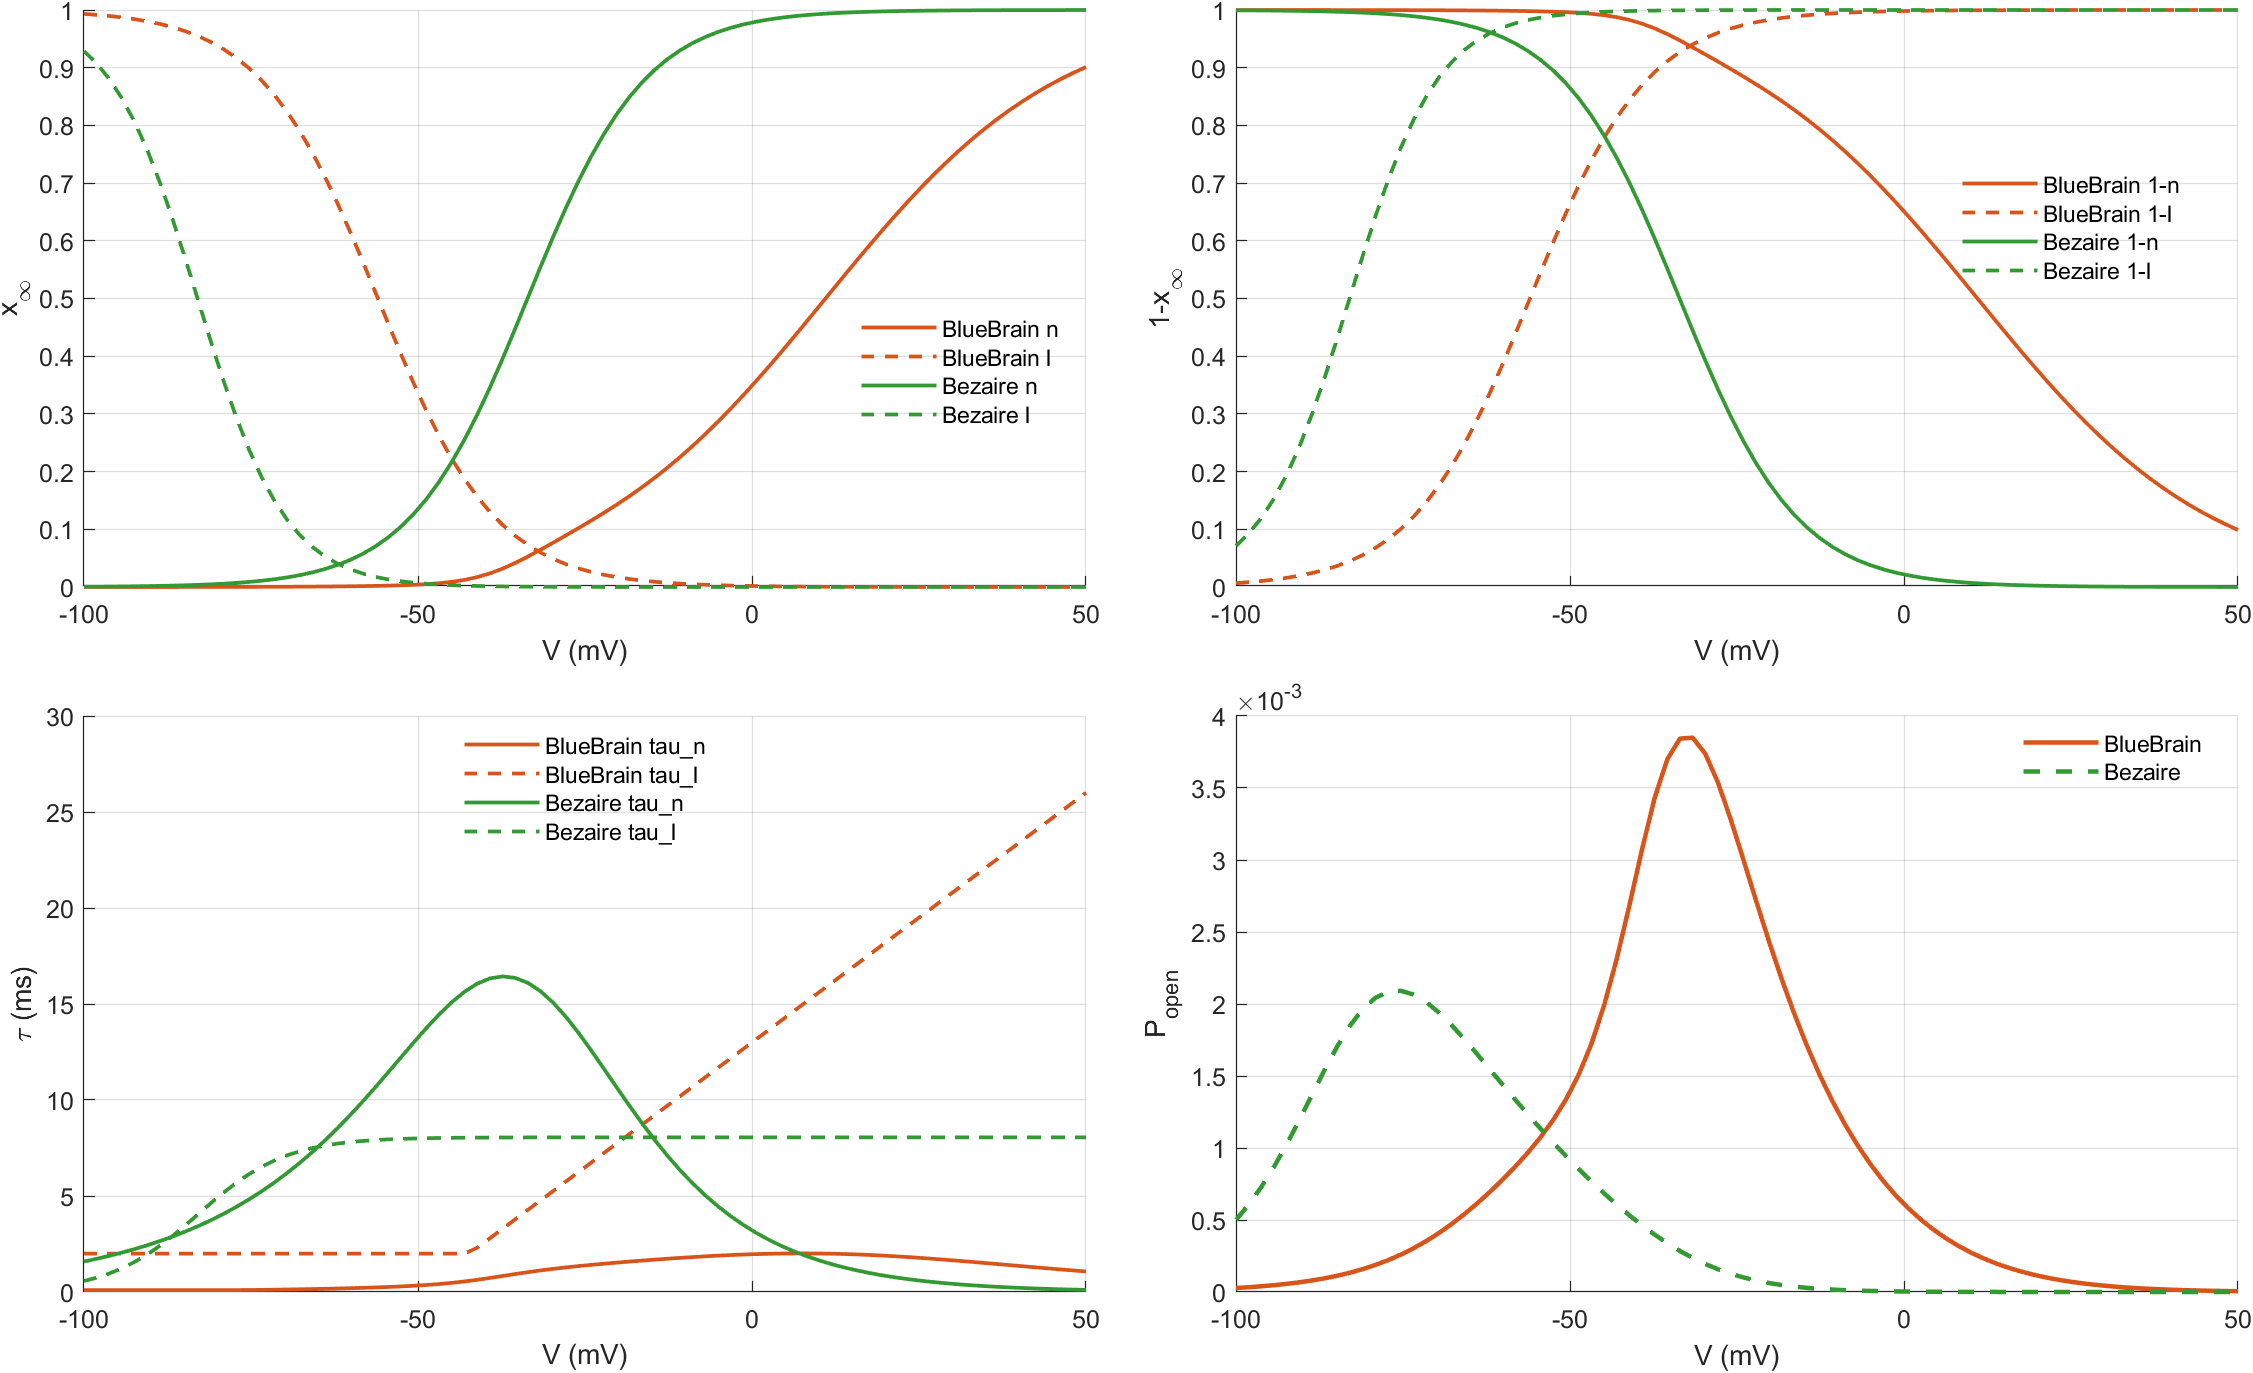 1
0.9
0.8
0.7
0.6
0.5
0.4
0.3
0.2
0.1
0
x∞
-100
-50
0
50
V (mV)
BlueBrain n
BlueBrain l
Bezaire n
Bezaire l
1
0.9
0.8
0.7
0.6
0.5
0.4
0.3
0.2
0.1
0
1-x∞
-100
-50
0
50
V (mV)
BlueBrain 1-n
BlueBrain 1-l
Bezaire 1-n
Bezaire 1-l
30
25
20
15
10
5
0
τ (ms)
-100
-50
0
50
V (mV)
BlueBrain tau_n
BlueBrain tau_l
Bezaire tau_n
Bezaire tau_l
×10-3
4
3.5
3
2.5
2
1.5
1
0.5
0
Popen
-100
-50
0
50
V (mV)
BlueBrain
Bezaire